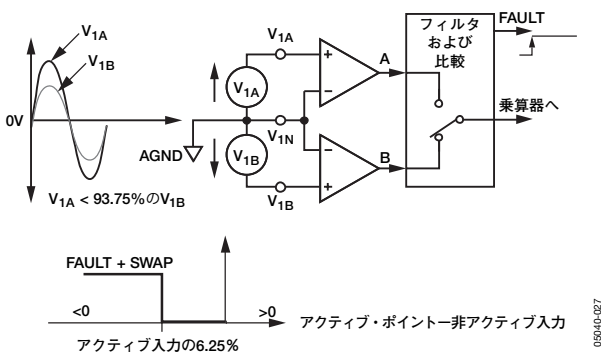 V1A
V1B
0V
V1A < 93.75%のV1B
V1A
V1A
V1N
AGND
V1B
V1B
A
B
フィルタ
および
比較
FAULT
乗算器へ
FAULT + SWAP
<0
>0
アクティブ・ポイントー非アクティブ入力
アクティブ入力の6.25%
05040-027